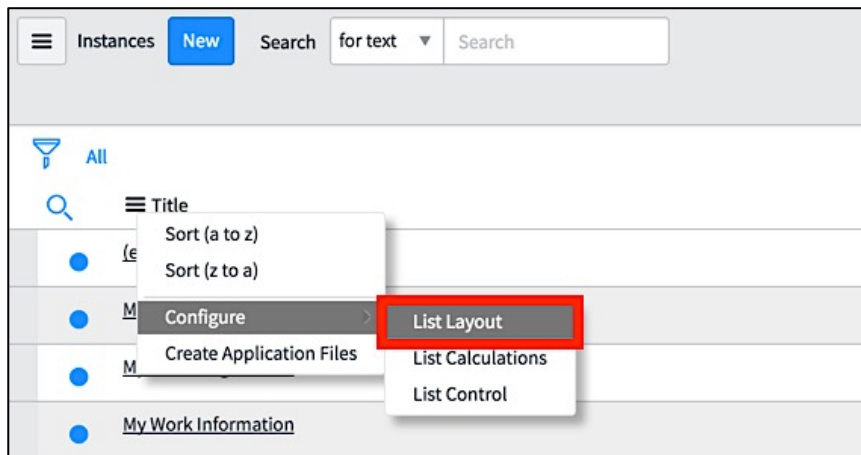 Instances New Search for text Search
All
Title
Sort (a to z)
(e
Sort (z to a)
M
Configure
List Layout
Create Application Files
List Calculations
M
List Control
My Work Information